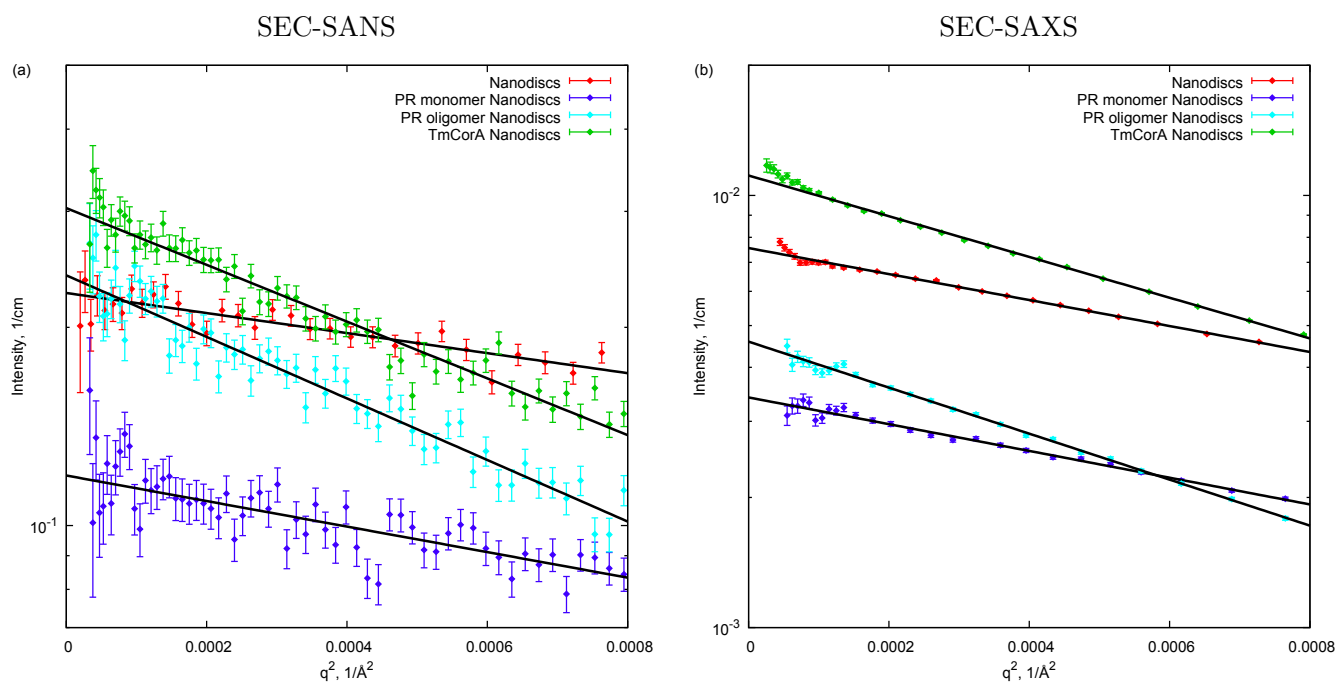 SEC-SANS
(a)
Nanodiscs
PR monomer Nanodiscs
PR oligomer Nanodiscs
TmCorA Nanodiscs
Intensity, 1/cm
10⁻¹
0
0.0002
0.0004
0.0006
0.0008
q², 1/Å²
SEC-SAXS
(b)
Nanodiscs
PR monomer Nanodiscs
PR oligomer Nanodiscs
TmCorA Nanodiscs
Intensity, 1/cm
10⁻²
10⁻³
0
0.0002
0.0004
0.0006
0.0008
q², 1/Å²